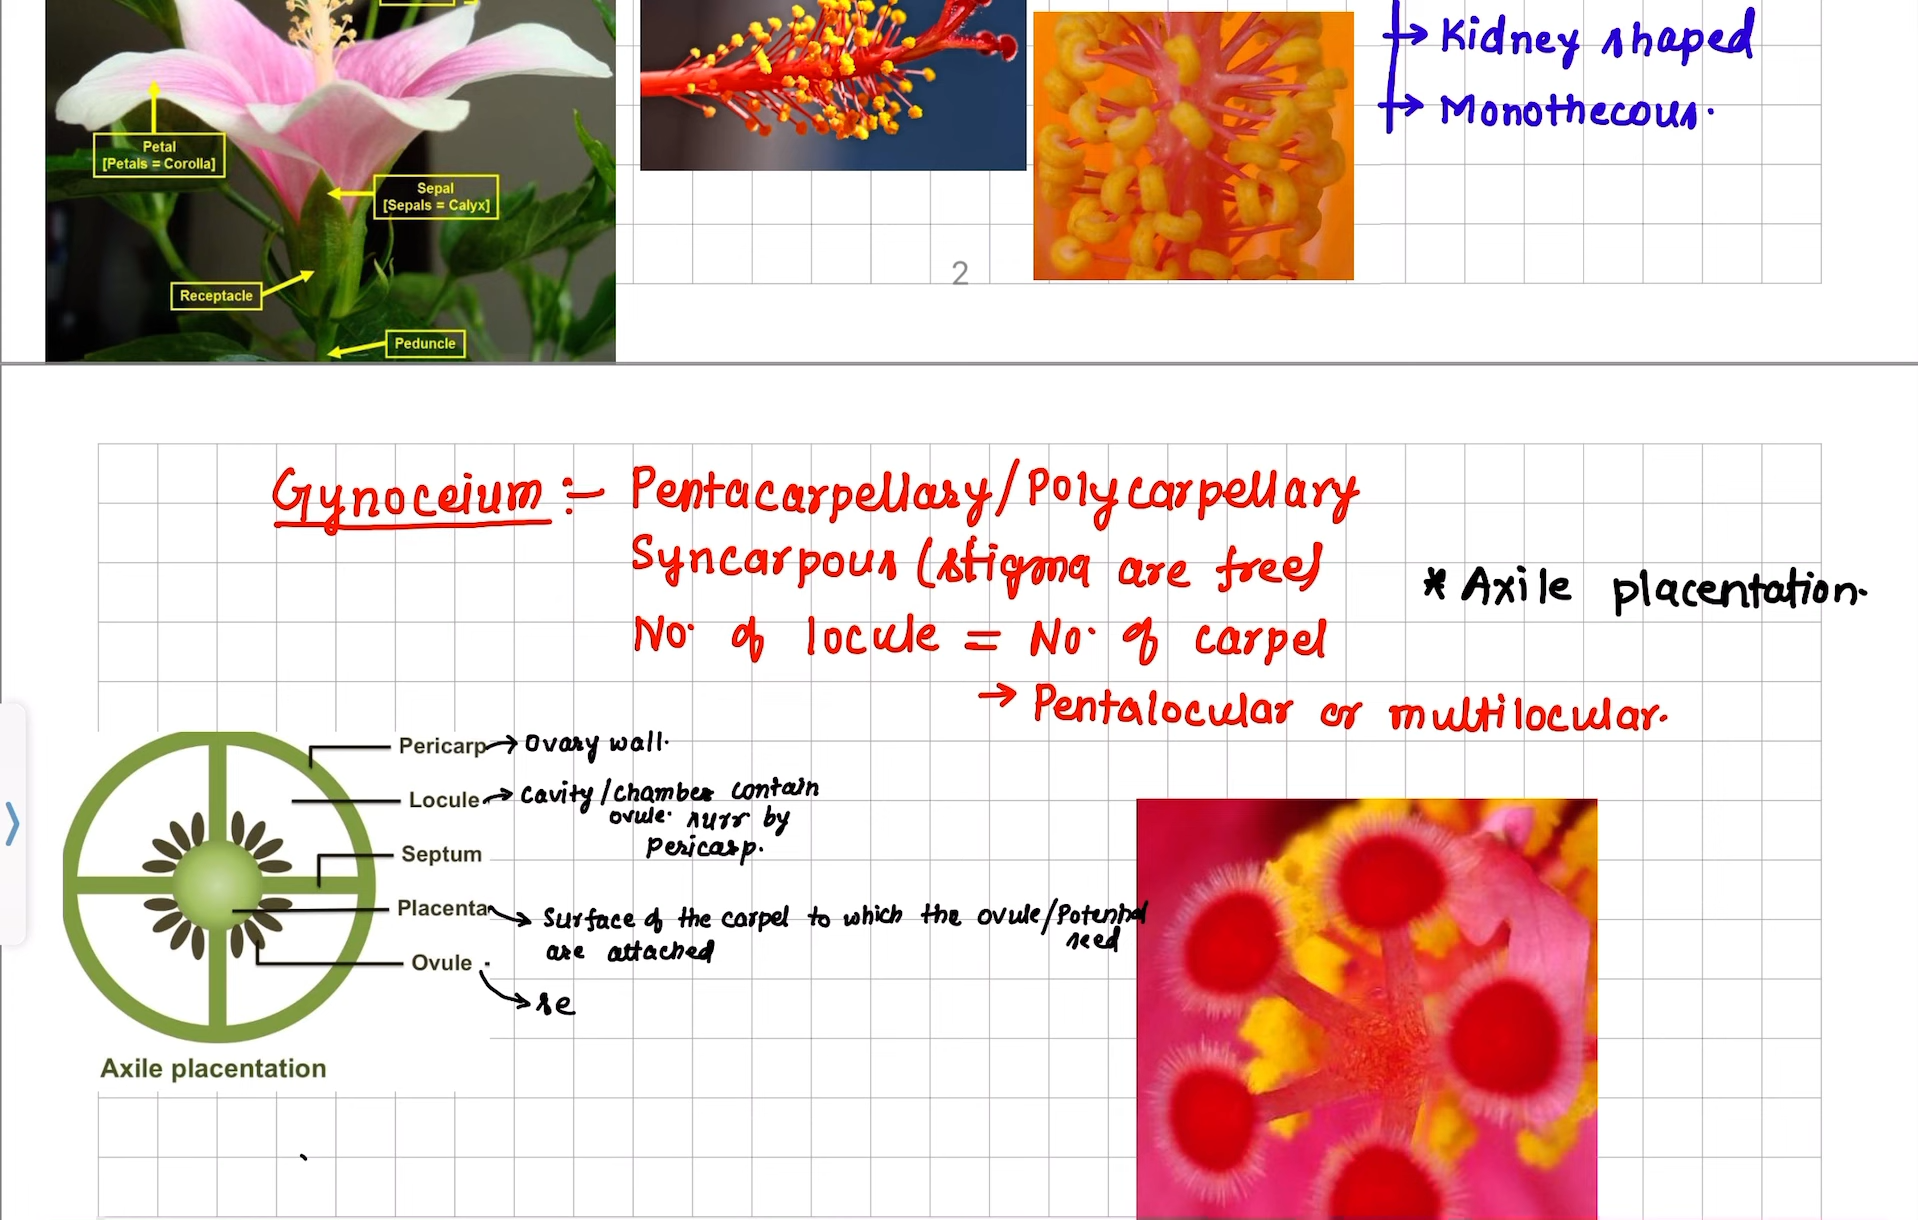 Kidney shaped
Monothecous.
Petal
[Petals = Corolla]
Sepal
[Sepals = Calyx]
Receptacle
Peduncle
2
Gynoceium :- Pentacarpellary/Polycarpellary
Syncarpous (stigma are free)
* Axile placentation.
No. of locule = No. of carpel
→ Pentalocular or multilocular.
Pericarp → Ovary wall.
Locule → cavity/chamber contain
ovule. surr by
Pericarp.
Septum
Placenta → Surface of the carpel to which the ovule/Potential
seed
are attached
Ovule
→ se
Axile placentation